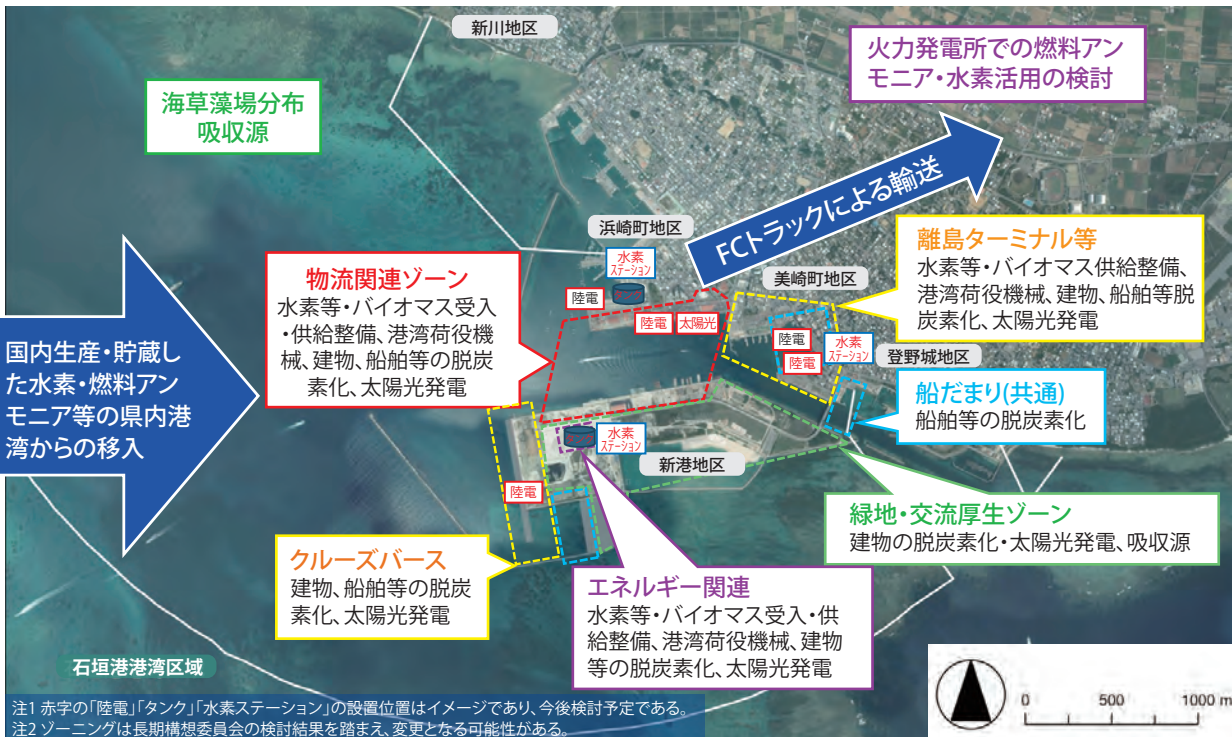 新川地区
火力発電所での燃料アン
モニア・水素活用の検討
海草藻場分布
吸収源
FCトラックによる輸送
浜崎町地区
水素
ステーション
陸電
タンク
陸電
太陽光
物流関連ゾーン
水素等・バイオマス受入
・供給整備、港湾荷役機
械、建物、船舶等の脱炭
素化、太陽光発電
美崎町地区
離島ターミナル等
水素等・バイオマス供給整備、
港湾荷役機械、建物、船舶等脱
炭素化、太陽光発電
陸電
陸電
水素
ステーション
登野城地区
国内生産・貯蔵し
た水素・燃料アン
モニア等の県内港
湾からの移入
船だまり(共通)
船舶等の脱炭素化
タンク
水素
ステーション
新港地区
陸電
緑地・交流厚生ゾーン
建物の脱炭素化・太陽光発電、吸収源
クルーズバース
建物、船舶等の脱炭
素化、太陽光発電
エネルギー関連
水素等・バイオマス受入・供
給整備、港湾荷役機械、建物
等の脱炭素化、太陽光発電
石垣港港湾区域
注1 赤字の「陸電」「タンク」「水素ステーション」の設置位置はイメージであり、今後検討予定である。
注2 ゾーニングは長期構想委員会の検討結果を踏まえ、変更となる可能性がある。
0 500 1000 m